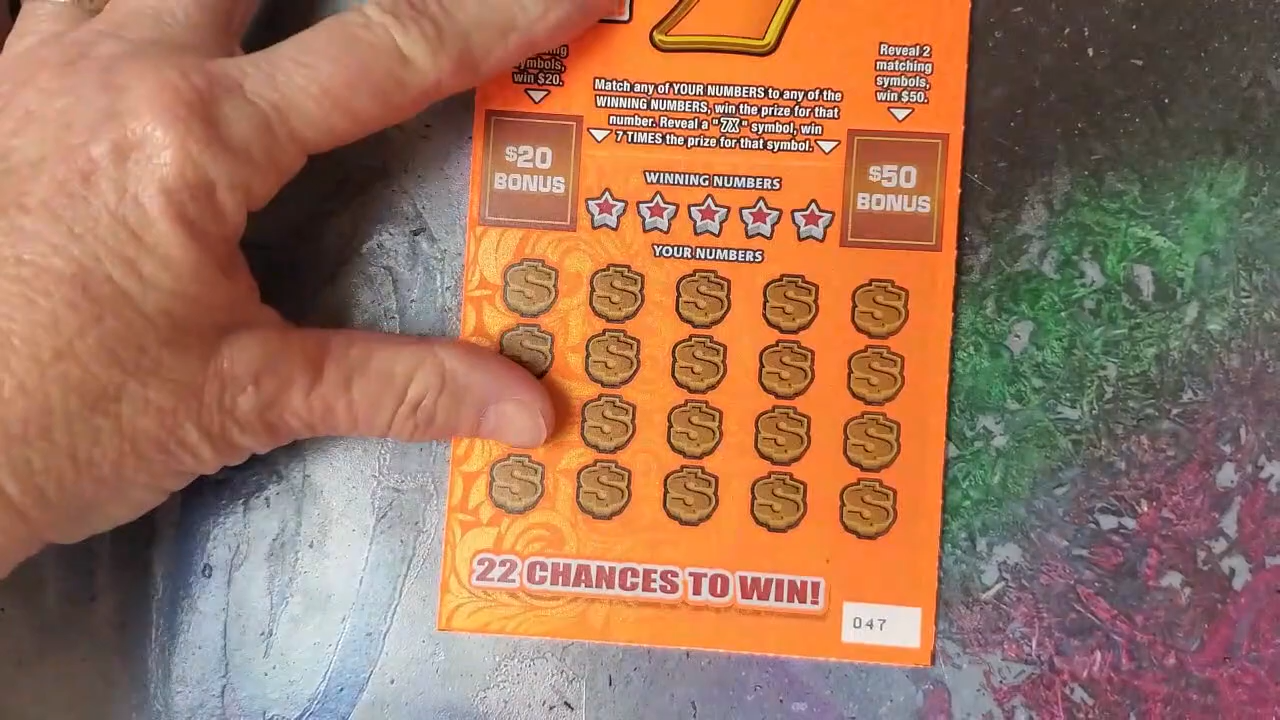 symbols,
win $20.
Reveal 2
matching
symbols,
win $50.
Match any of YOUR NUMBERS to any of the
WINNING NUMBERS, win the prize for that
number. Reveal a "7X" symbol, win
7 TIMES the prize for that symbol.
$20
BONUS
$50
BONUS
WINNING NUMBERS
YOUR NUMBERS
22 CHANCES TO WIN!
047